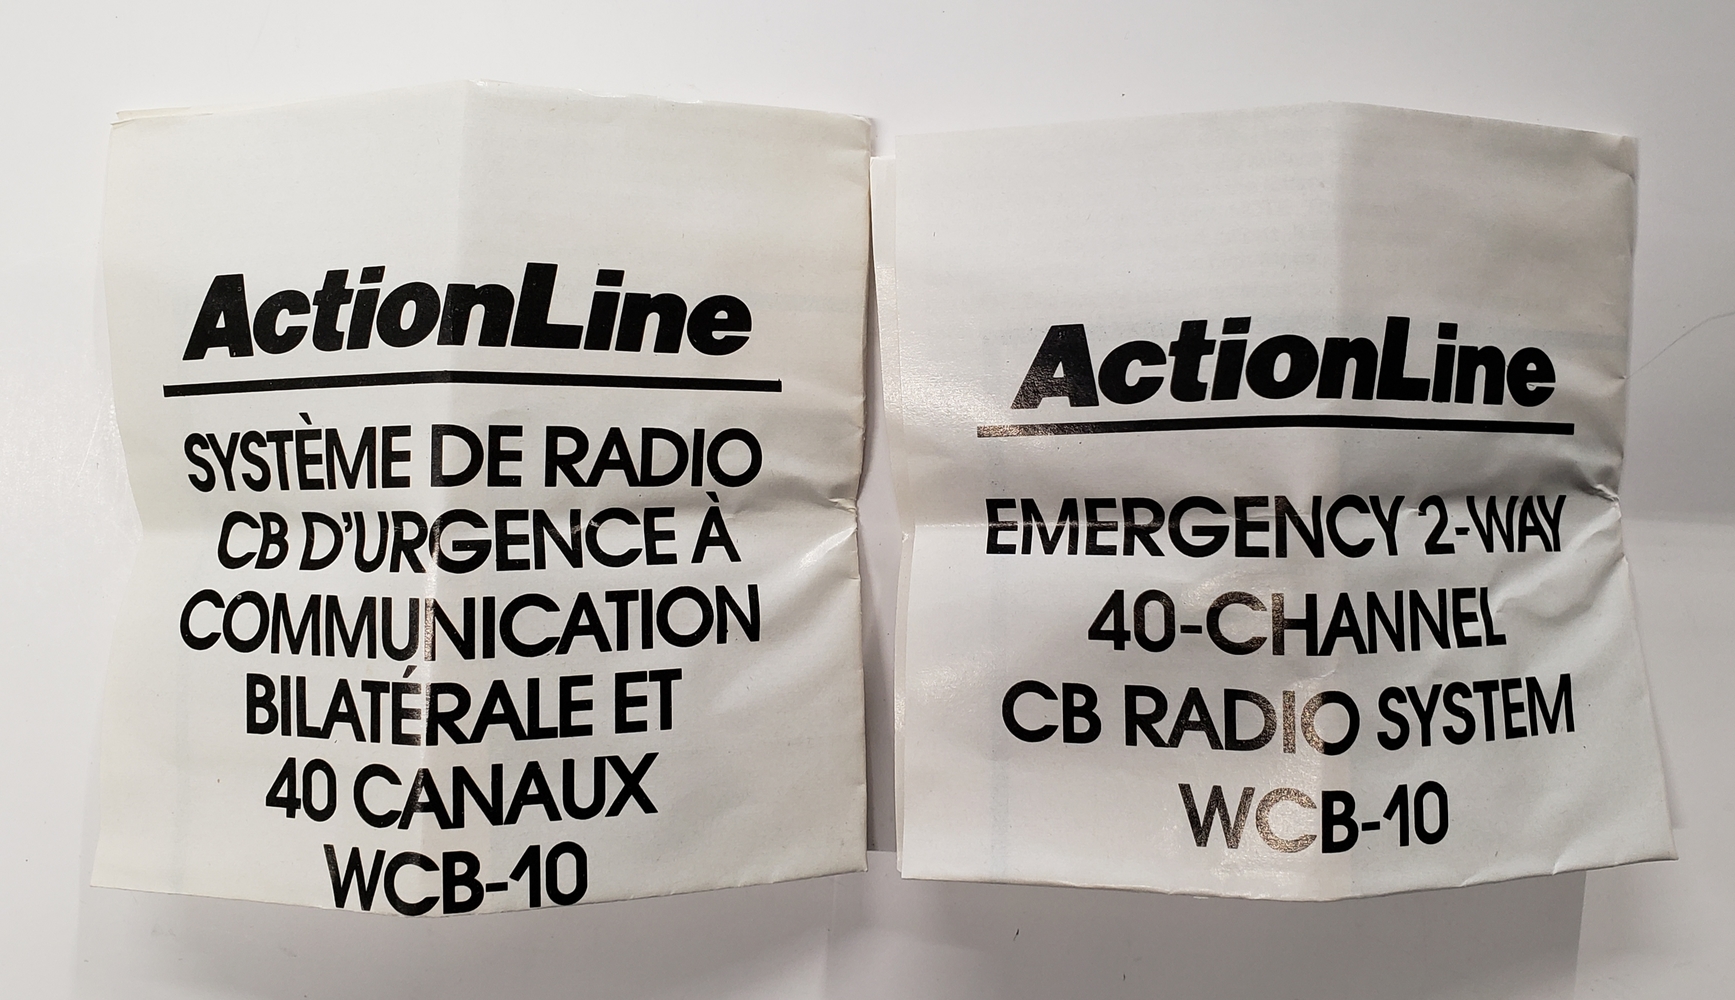 ActionLine
SYSTÈME DE RADIO
CB D'URGENCE À
COMMUNICATION
BILATÉRALE ET
40 CANAUX
WCB-10
ActionLine
EMERGENCY 2-WAY
40-CHANNEL
CB RADIO SYSTEM
WCB-10